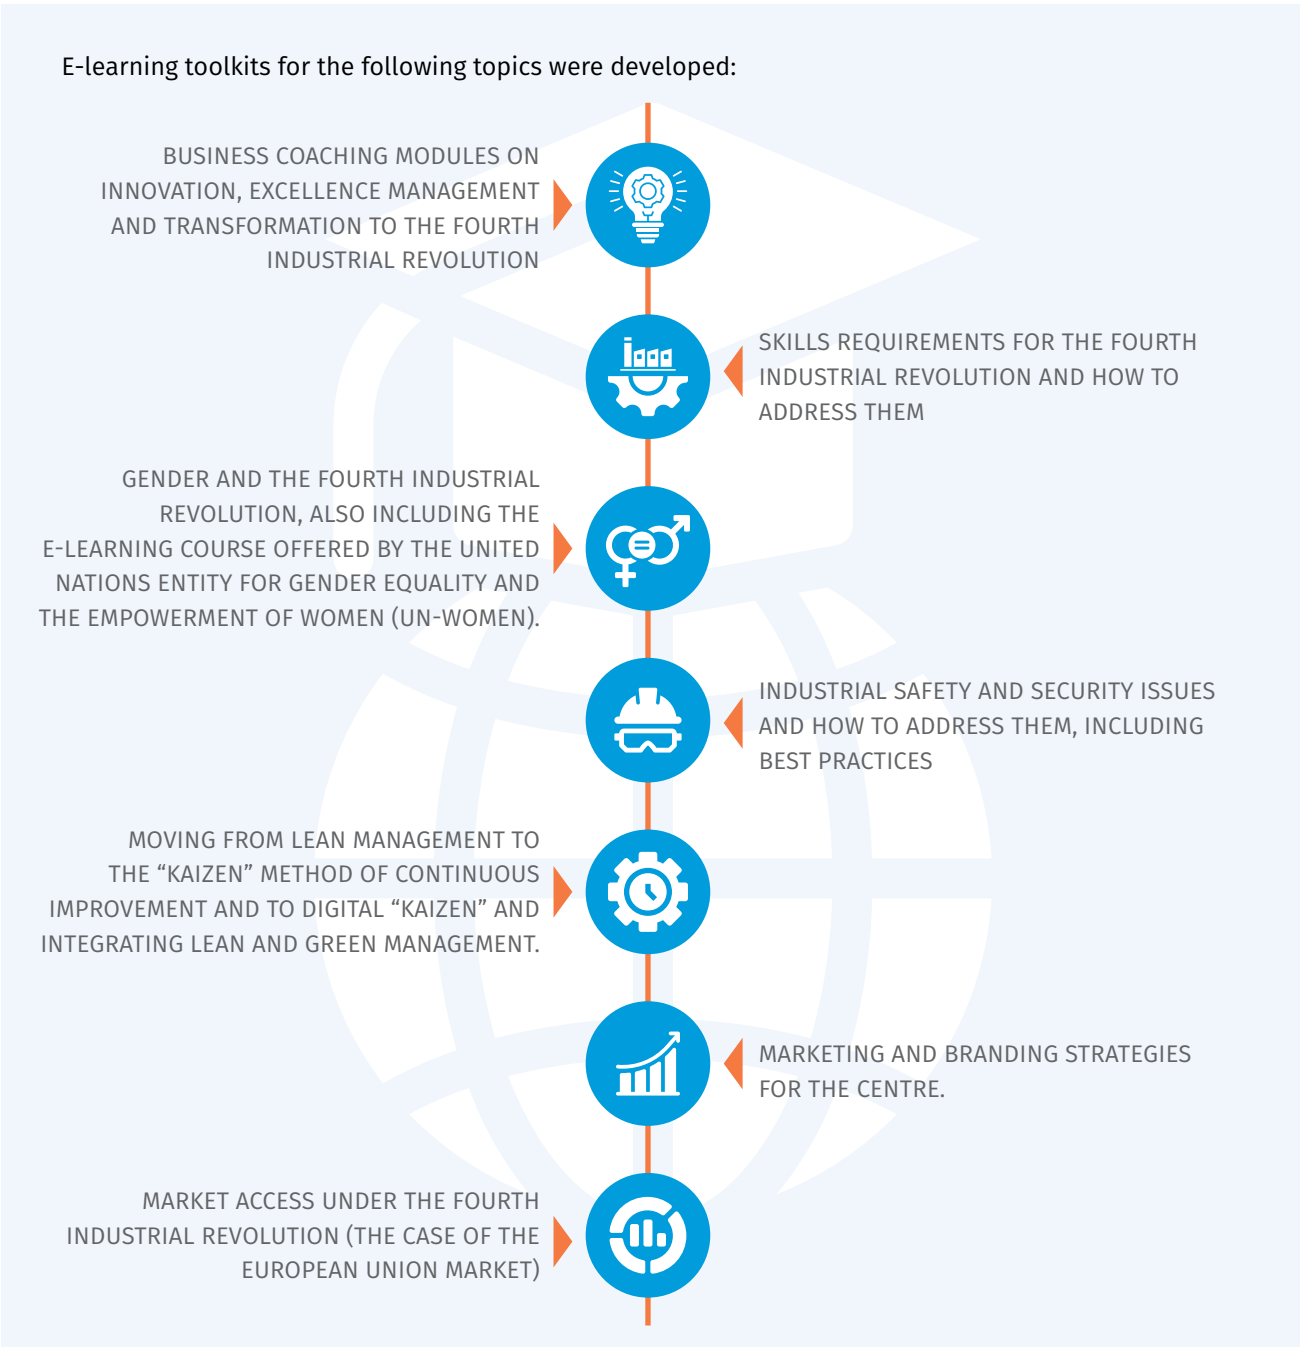 E-learning toolkits for the following topics were developed:
BUSINESS COACHING MODULES ON
INNOVATION, EXCELLENCE MANAGEMENT
AND TRANSFORMATION TO THE FOURTH
INDUSTRIAL REVOLUTION
SKILLS REQUIREMENTS FOR THE FOURTH
INDUSTRIAL REVOLUTION AND HOW TO
ADDRESS THEM
GENDER AND THE FOURTH INDUSTRIAL
REVOLUTION, ALSO INCLUDING THE
E-LEARNING COURSE OFFERED BY THE UNITED
NATIONS ENTITY FOR GENDER EQUALITY AND
THE EMPOWERMENT OF WOMEN (UN-WOMEN).
INDUSTRIAL SAFETY AND SECURITY ISSUES
AND HOW TO ADDRESS THEM, INCLUDING
BEST PRACTICES
MOVING FROM LEAN MANAGEMENT TO
THE “KAIZEN” METHOD OF CONTINUOUS
IMPROVEMENT AND TO DIGITAL “KAIZEN” AND
INTEGRATING LEAN AND GREEN MANAGEMENT.
MARKETING AND BRANDING STRATEGIES
FOR THE CENTRE.
MARKET ACCESS UNDER THE FOURTH
INDUSTRIAL REVOLUTION (THE CASE OF THE
EUROPEAN UNION MARKET)